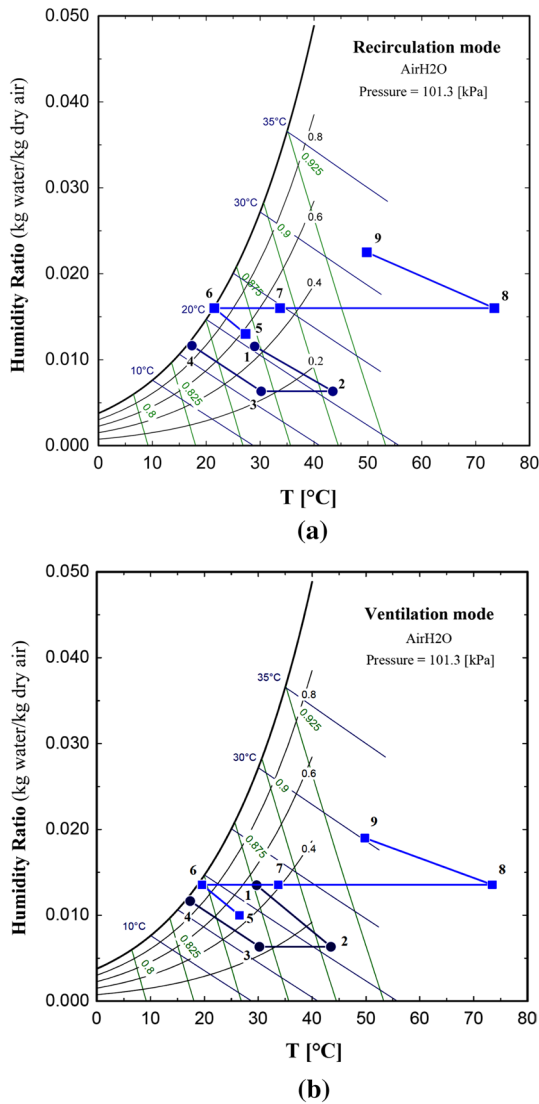 0.050
Recirculation mode
AirH2O
Pressure = 101.3 [kPa]
0.040
35°C
0.8
0.925
0.030
30°C
0.6
0.9
9
0.020
0.875
0.4
6
7
8
20°C
5
1
0.010
4
0.2
10°C
2
3
0.825
0.8
0.000
0 10 20 30 40 50 60 70 80
Humidity Ratio (kg water/kg dry air)
T [°C]
(a)
0.050
Ventilation mode
AirH2O
Pressure = 101.3 [kPa]
0.040
35°C
0.8
0.925
0.030
30°C
0.6
0.9
9
0.020
0.875
0.4
6
7
8
1
0.010
4
5
10°C
2
3
0.825
0.8
0.000
0 10 20 30 40 50 60 70 80
Humidity Ratio (kg water/kg dry air)
T [°C]
(b)